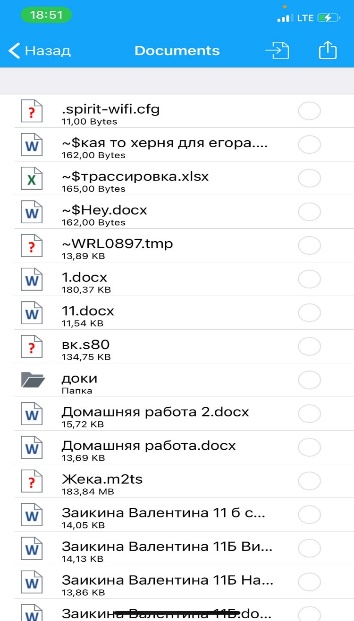 18:51
LTE
Назад
Documents
.spirit-wifi.cfg
11,00 Bytes
~$кая то херня для егора....
162,00 Bytes
~$трассировка.xlsx
165,00 Bytes
~$Hey.docx
162,00 Bytes
~WRL0897.tmp
13,89 KB
1.docx
180,37 KB
11.docx
11,54 KB
вк.s80
134,75 KB
доки
Папка
Домашняя работа 2.docx
15,72 KB
Домашняя работа.docx
13,69 KB
Жека.m2ts
183,84 MB
Заикина Валентина 11 б с...
14,05 KB
Заикина Валентина 11Б Ви...
14,13 KB
Заикина Валентина 11Б На...
13,86 KB
Заикина Валентина 11Б.do...